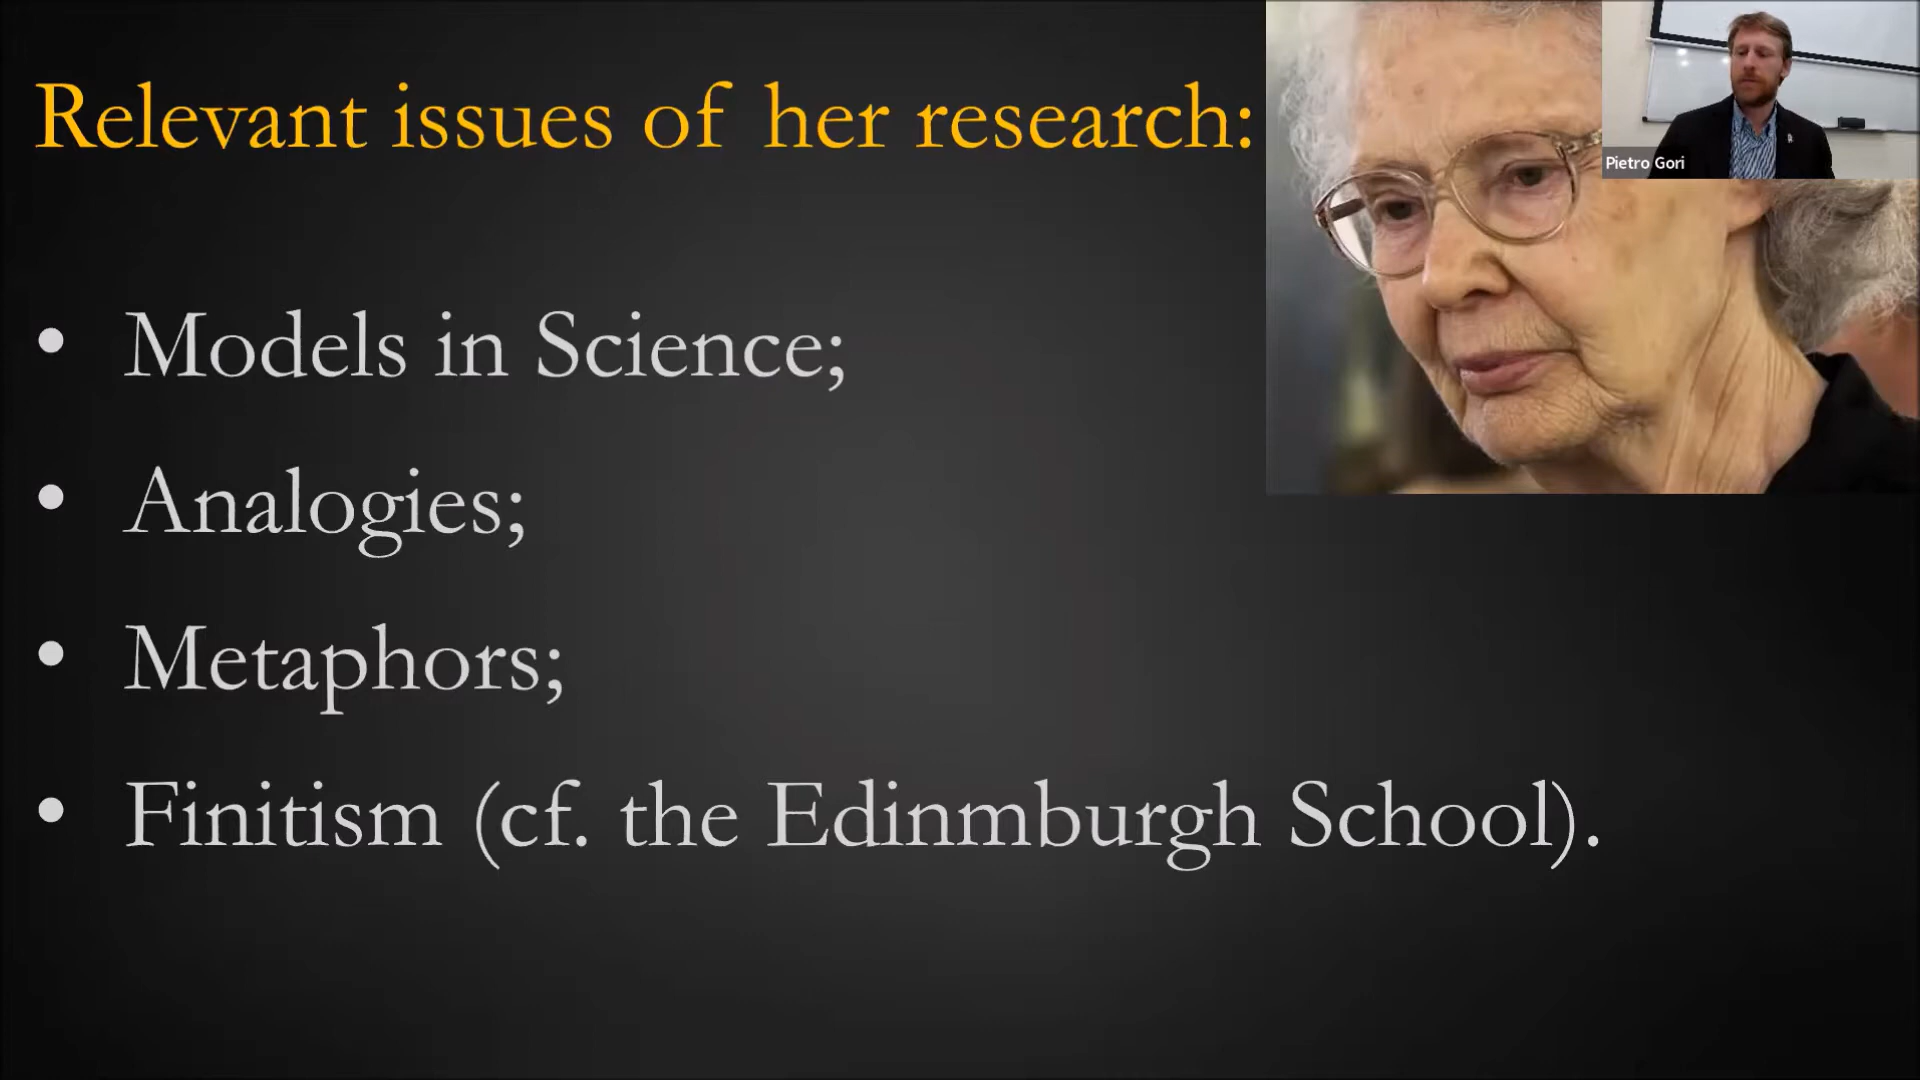 Relevant issues of her research:
Pietro Gori
• Models in Science;
• Analogies;
• Metaphors;
• Finitism (cf. the Edinmburgh School).